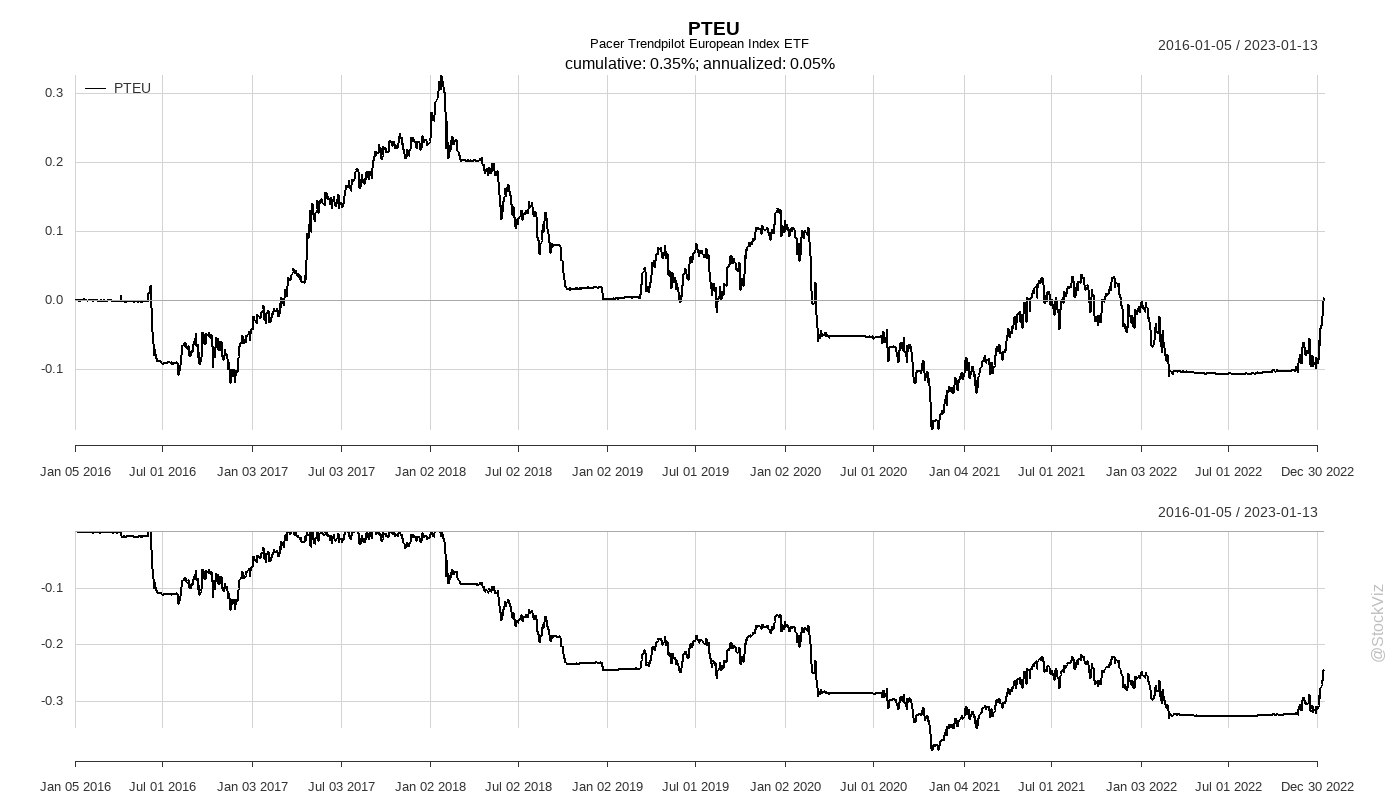 PTEU
Pacer Trendpilot European Index ETF
2016-01-05 / 2023-01-13
cumulative: 0.35%; annualized: 0.05%
PTEU
0.3
0.2
0.1
0.0
-0.1
Jan 05 2016 Jul 01 2016 Jan 03 2017 Jul 03 2017 Jan 02 2018 Jul 02 2018 Jan 02 2019 Jul 01 2019 Jan 02 2020 Jul 01 2020 Jan 04 2021 Jul 01 2021 Jan 03 2022 Jul 01 2022 Dec 30 2022
2016-01-05 / 2023-01-13
-0.1
-0.2
-0.3
@StockViz
Jan 05 2016 Jul 01 2016 Jan 03 2017 Jul 03 2017 Jan 02 2018 Jul 02 2018 Jan 02 2019 Jul 01 2019 Jan 02 2020 Jul 01 2020 Jan 04 2021 Jul 01 2021 Jan 03 2022 Jul 01 2022 Dec 30 2022